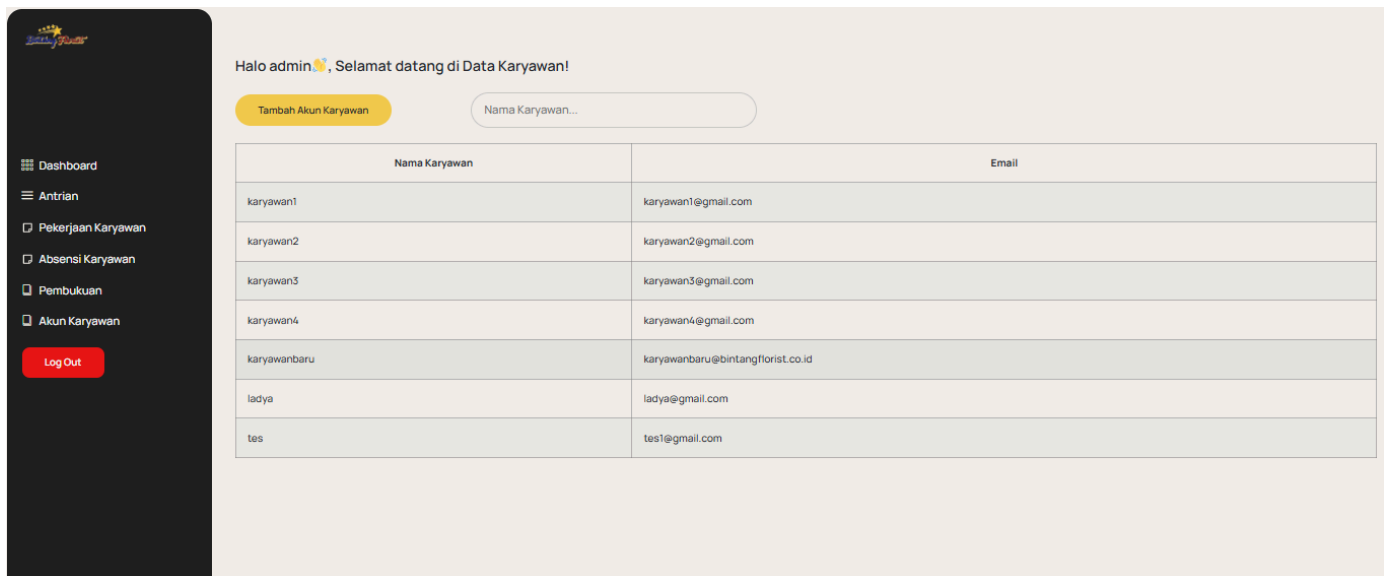 Halo admin👋, Selamat datang di Data Karyawan!
Tambah Akun Karyawan
Nama Karyawan...
Dashboard
Antrian
Pekerjaan Karyawan
Absensi Karyawan
Pembukuan
Akun Karyawan
Log Out
Nama Karyawan Email
karyawan1 karyawan1@gmail.com
karyawan2 karyawan2@gmail.com
karyawan3 karyawan3@gmail.com
karyawan4 karyawan4@gmail.com
karyawanbaru karyawanbaru@bintangflorist.co.id
ladya ladya@gmail.com
tes tes1@gmail.com